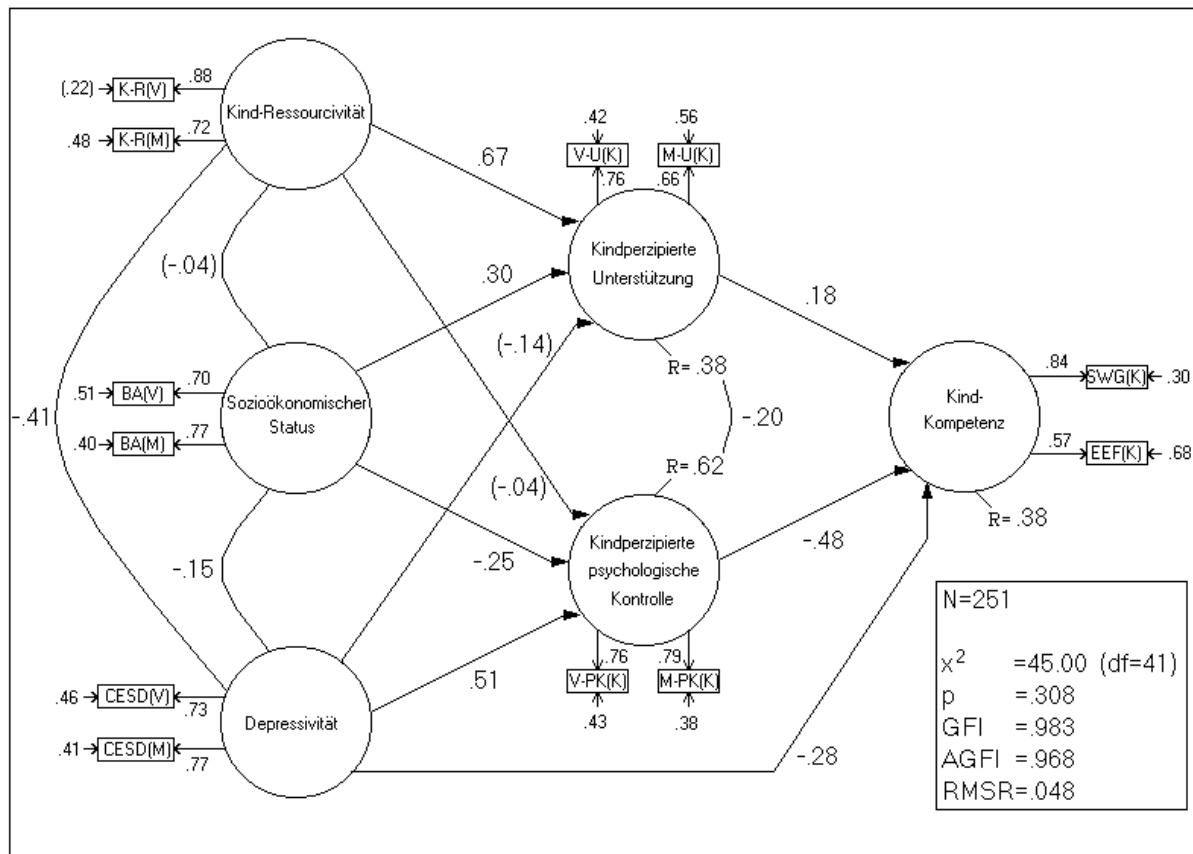 (.22)
K-R(V)
.88
.48
K-R(M)
.72
Kind-Ressourcivität
.67
(-.04)
.42
.56
V-U(K)
M-U(K)
.76
.66
Kindperzipierte
Unterstützung
.30
(-.14)
.18
R= .38
-.20
R= .62
-.41
.51
BA(V)
.70
.40
BA(M)
.77
Sozioökonomischer
Status
(-.04)
-.25
-.15
Kindperzipierte
psychologische
Kontrolle
-.48
Kind-
Kompetenz
.84
SWG(K)
.30
.57
EEF(K)
.68
R= .38
.46
CESD(V)
.73
.41
CESD(M)
.77
Depressivität
.51
.76
.79
V-PK(K)
M-PK(K)
.43
.38
-.28
N=251
x² =45.00 (df=41)
p =.308
GFI =.983
AGFI =.968
RMSR=.048